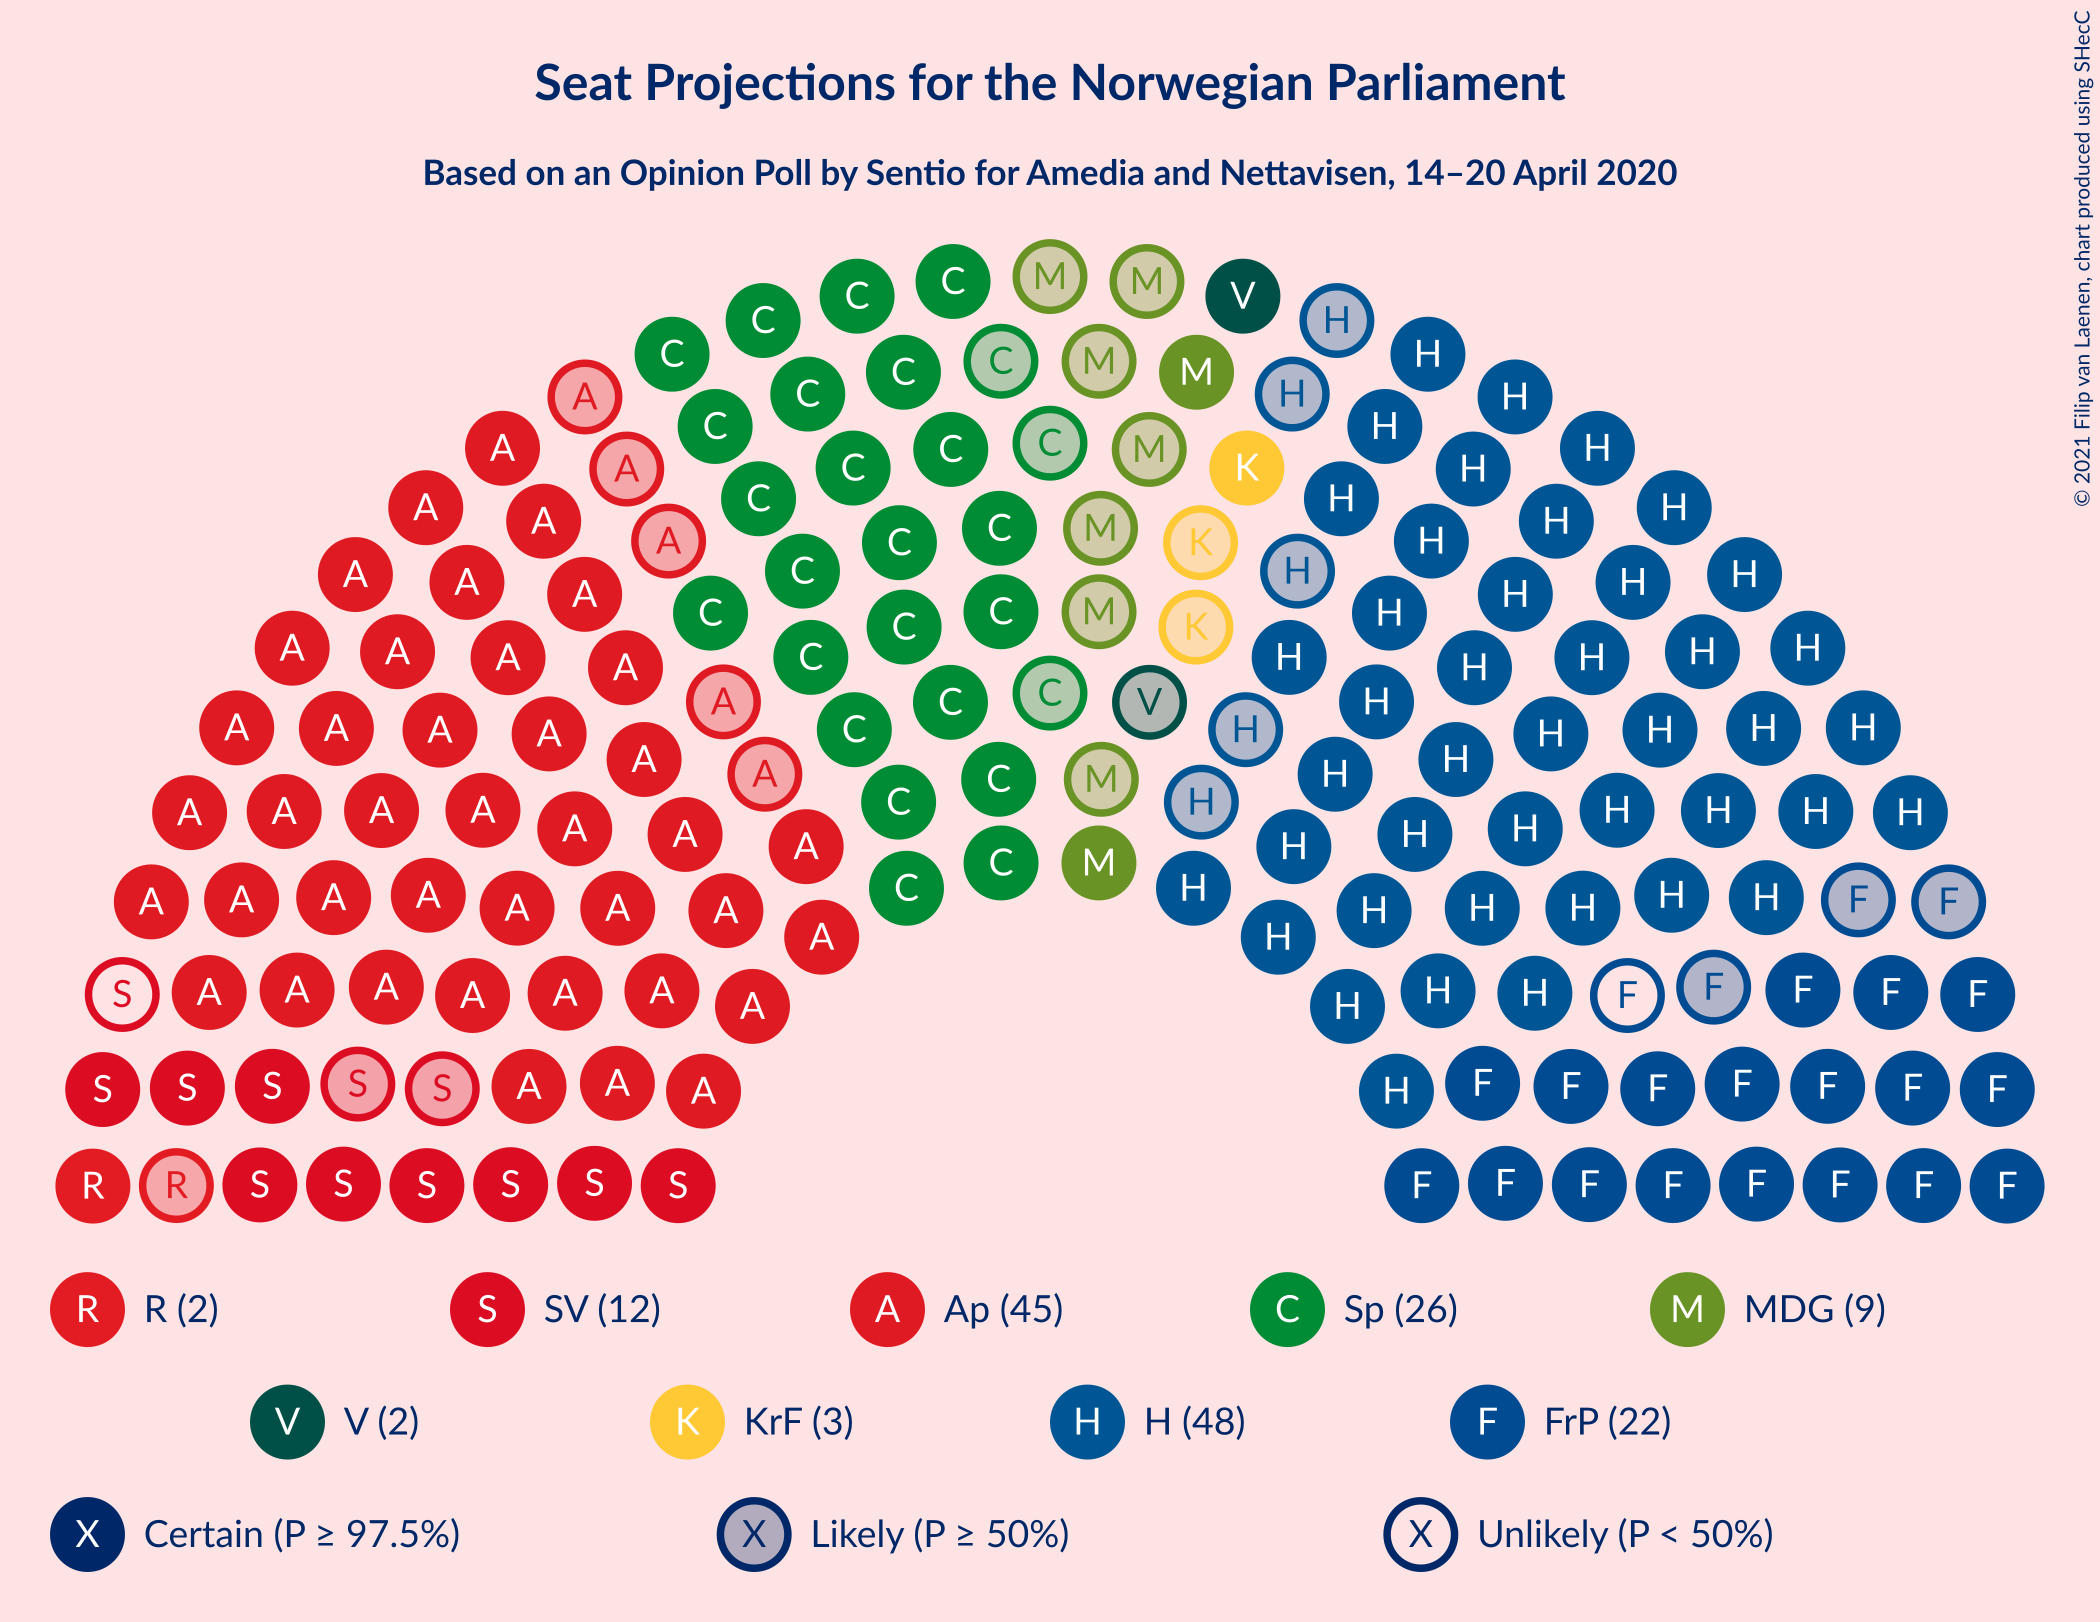 Seat Projections for the Norwegian Parliament
Based on an Opinion Poll by Sentio for Amedia and Nettavisen, 14–20 April 2020
© 2021 Filip van Laenen, chart produced using SHecC
C C M M V H
C C C H H
A C C C M M H H
A A C C C C M K H H H
A A A C C C M K H H H H H
A A A C C C M K H H H H H
A A A A C C C V H H H H H H
A A A A A A C C M H H H H H H H H
A A A A A A A C C M H H H H H H H H
A A A A A A A A H H H H H H F F
S A A A A A A A H H H F F F F F
S S S S S A A A H F F F F F F F
R R S S S S S S F F F F F F F F
R R (2) S SV (12) A Ap (45) C Sp (26) M MDG (9)
V V (2) K KrF (3) H H (48) F FrP (22)
X Certain (P ≥ 97.5%) X Likely (P ≥ 50%) X Unlikely (P < 50%)